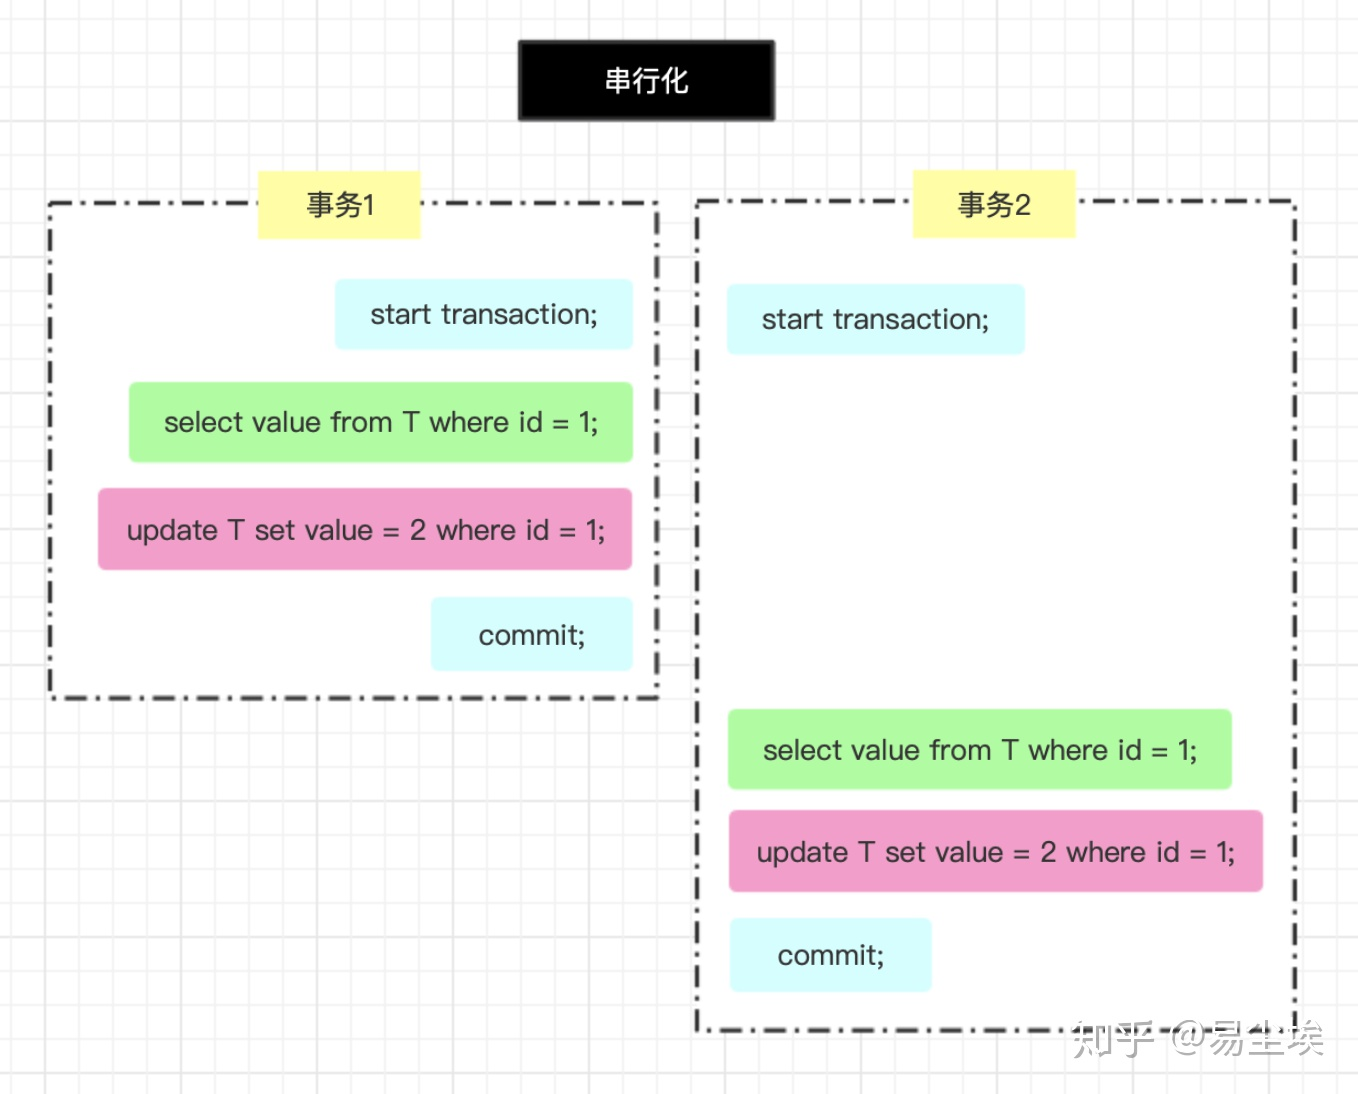 串行化
事务1
start transaction;
select value from T where id = 1;
update T set value = 2 where id = 1;
commit;
事务2
start transaction;
select value from T where id = 1;
update T set value = 2 where id = 1;
commit;
知乎 @易尘埃